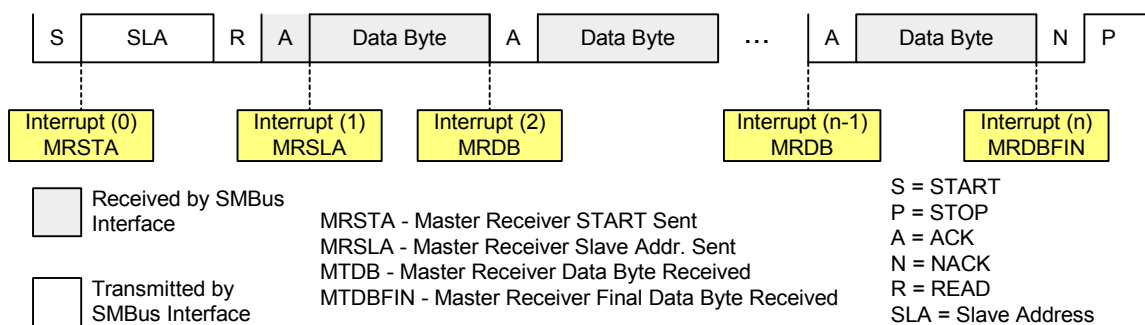 S SLA R A Data Byte A Data Byte ... A Data Byte N P
Interrupt (0)
MRSTA
Interrupt (1)
MRSLA
Interrupt (2)
MRDB
Interrupt (n-1)
MRDB
Interrupt (n)
MRDBFIN
Received by SMBus
Interface
Transmitted by
SMBus Interface
MRSTA - Master Receiver START Sent
MRSLA - Master Receiver Slave Addr. Sent
MTDB - Master Receiver Data Byte Received
MTDBFIN - Master Receiver Final Data Byte Received
S = START
P = STOP
A = ACK
N = NACK
R = READ
SLA = Slave Address